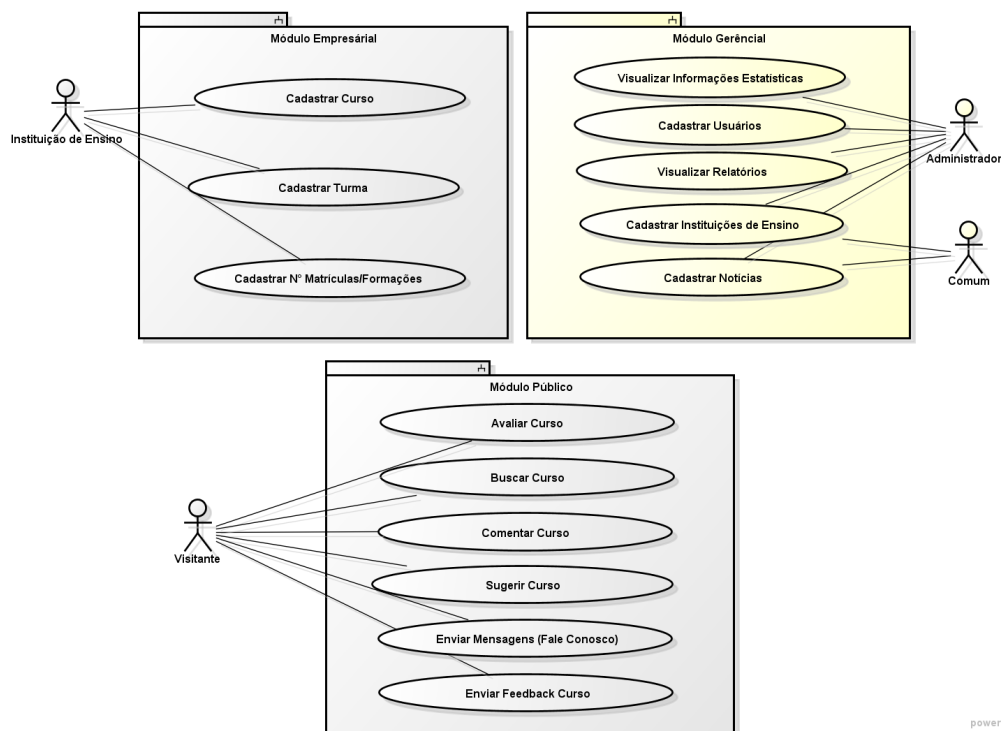 Módulo Empresárial
Cadastrar Curso
Instituição de Ensino
Cadastrar Turma
Cadastrar Nº Matrículas/Formações
Módulo Gerêncial
Visualizar Informações Estatísticas
Cadastrar Usuários
Administrador
Visualizar Relatórios
Cadastrar Instituições de Ensino
Cadastrar Notícias
Comum
Módulo Público
Avaliar Curso
Buscar Curso
Comentar Curso
Visitante
Sugerir Curso
Enviar Mensagens (Fale Conosco)
Enviar Feedback Curso
power